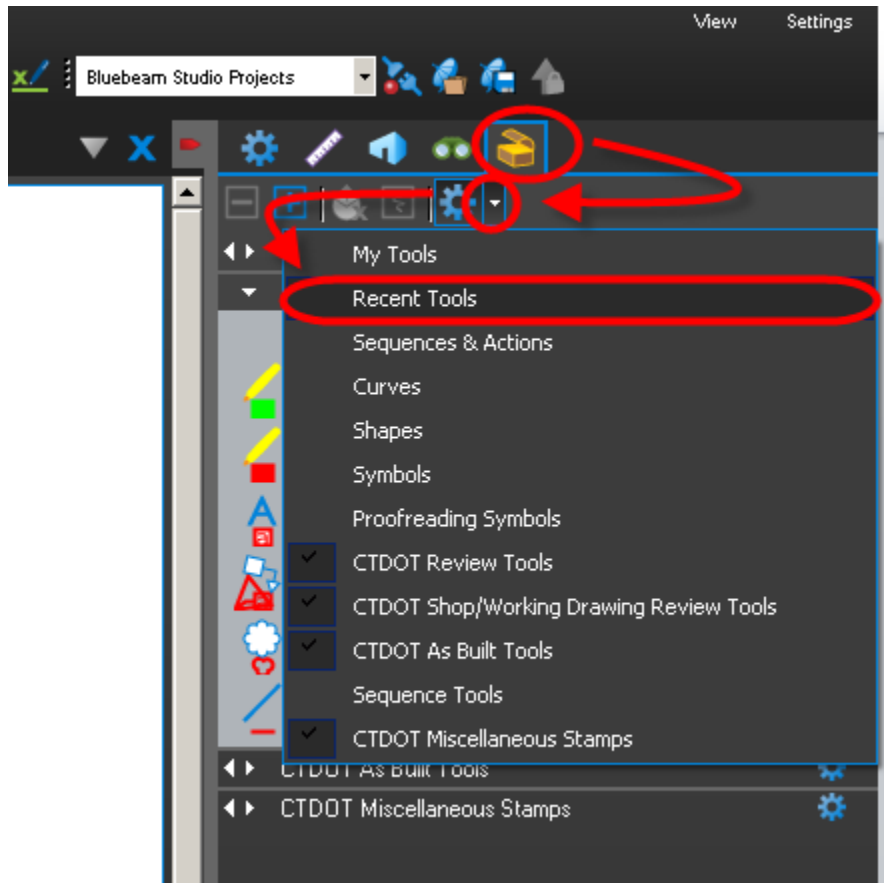 View Settings
Bluebeam Studio Projects
My Tools
Recent Tools
Sequences & Actions
Curves
Shapes
Symbols
Proofreading Symbols
CTDOT Review Tools
CTDOT Shop/Working Drawing Review Tools
CTDOT As Built Tools
Sequence Tools
CTDOT Miscellaneous Stamps
CTDOT As Built Tools
CTDOT Miscellaneous Stamps